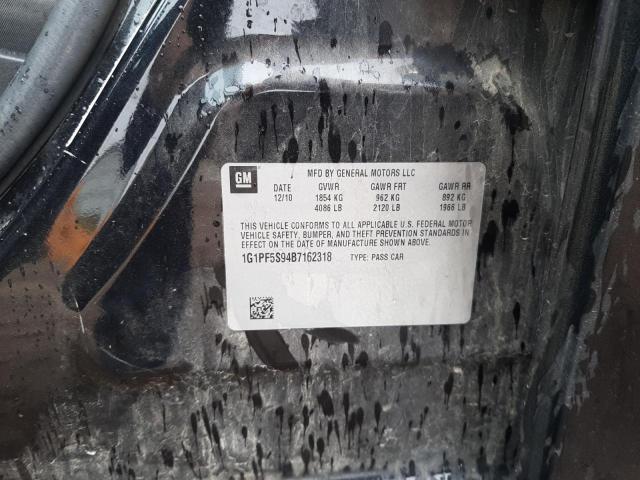 GM
MFD BY GENERAL MOTORS LLC
DATE GVWR GAWR FRT GAWR RR
12/10 1854 KG 962 KG 892 KG
4086 LB 2120 LB 1966 LB
THIS VEHICLE CONFORMS TO ALL APPLICABLE U.S. FEDERAL MOTOR
VEHICLE SAFETY, BUMPER, AND THEFT PREVENTION STANDARDS IN
EFFECT ON THE DATE OF MANUFACTURE SHOWN ABOVE.
1G1PF5S94B7162318 TYPE: PASS CAR